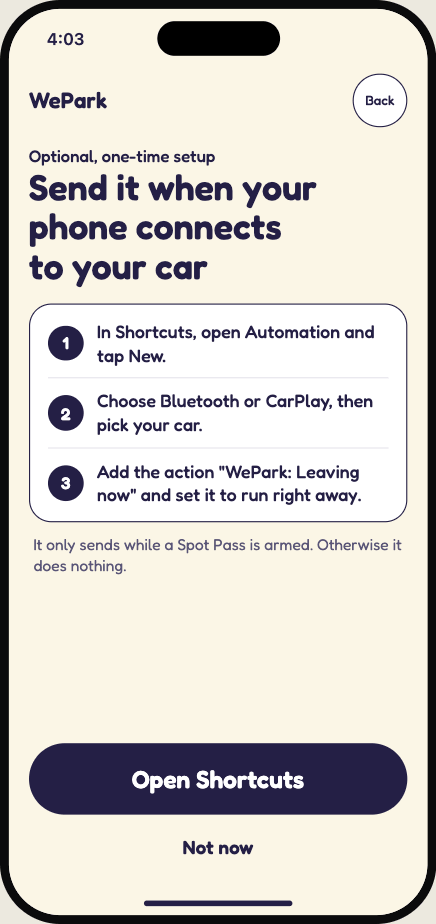 4:03
WePark
Back
Optional, one-time setup
Send it when your
phone connects
to your car
1
In Shortcuts, open Automation and
tap New.
2
Choose Bluetooth or CarPlay, then
pick your car.
3
Add the action "WePark: Leaving
now" and set it to run right away.
It only sends while a Spot Pass is armed. Otherwise it
does nothing.
Open Shortcuts
Not now